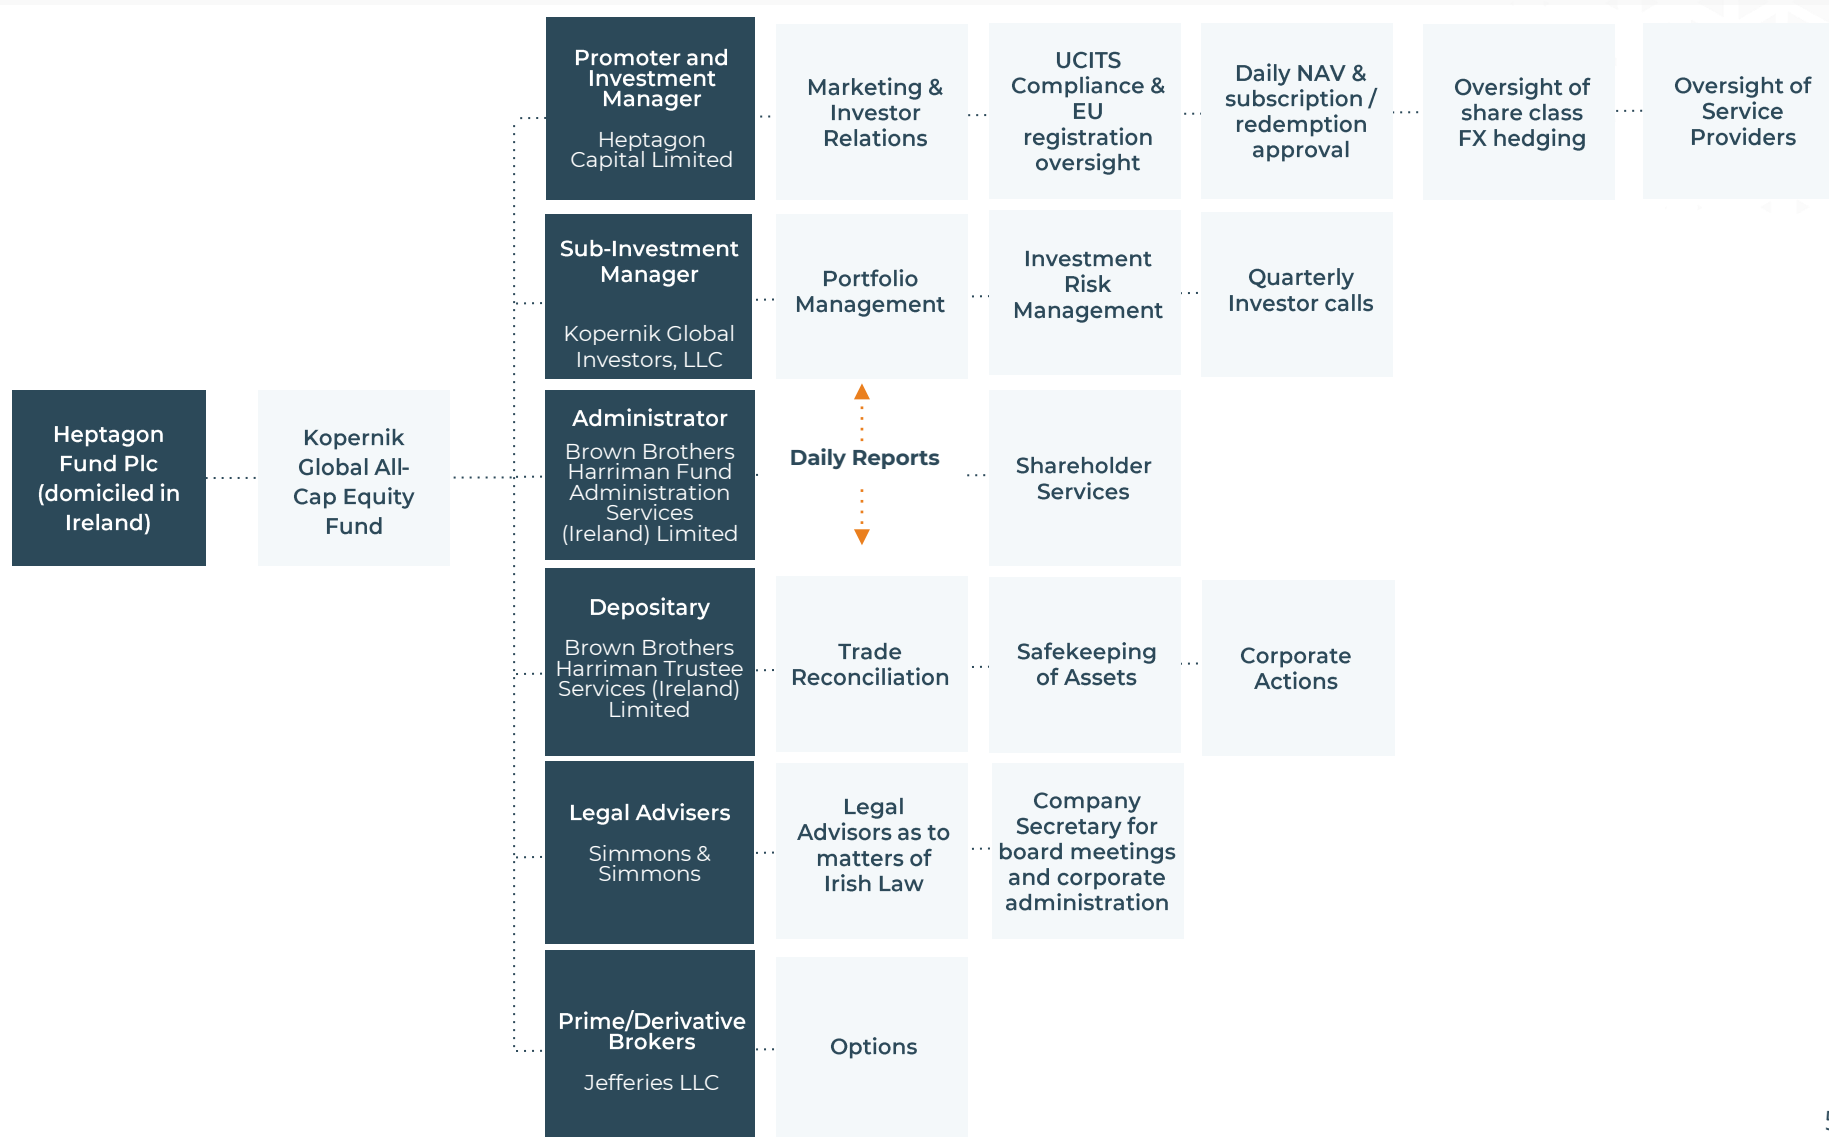 Promoter and
Investment
Manager
Heptagon
Capital Limited
Marketing &
Investor
Relations
UCITS
Compliance &
EU
registration
oversight
Daily NAV &
subscription /
redemption
approval
Oversight of
share class
FX hedging
Oversight of
Service
Providers
Sub-Investment
Manager
Kopernik Global
Investors, LLC
Portfolio
Management
Investment
Risk
Management
Quarterly
Investor calls
Heptagon
Fund Plc
(domiciled in
Ireland)
Kopernik
Global All-
Cap Equity
Fund
Administrator
Brown Brothers
Harriman Fund
Administration
Services
(Ireland) Limited
Daily Reports
Shareholder
Services
Depositary
Brown Brothers
Harriman Trustee
Services (Ireland)
Limited
Trade
Reconciliation
Safekeeping
of Assets
Corporate
Actions
Legal Advisers
Simmons &
Simmons
Legal
Advisors as to
matters of
Irish Law
Company
Secretary for
board meetings
and corporate
administration
Prime/Derivative
Brokers
Jefferies LLC
Options